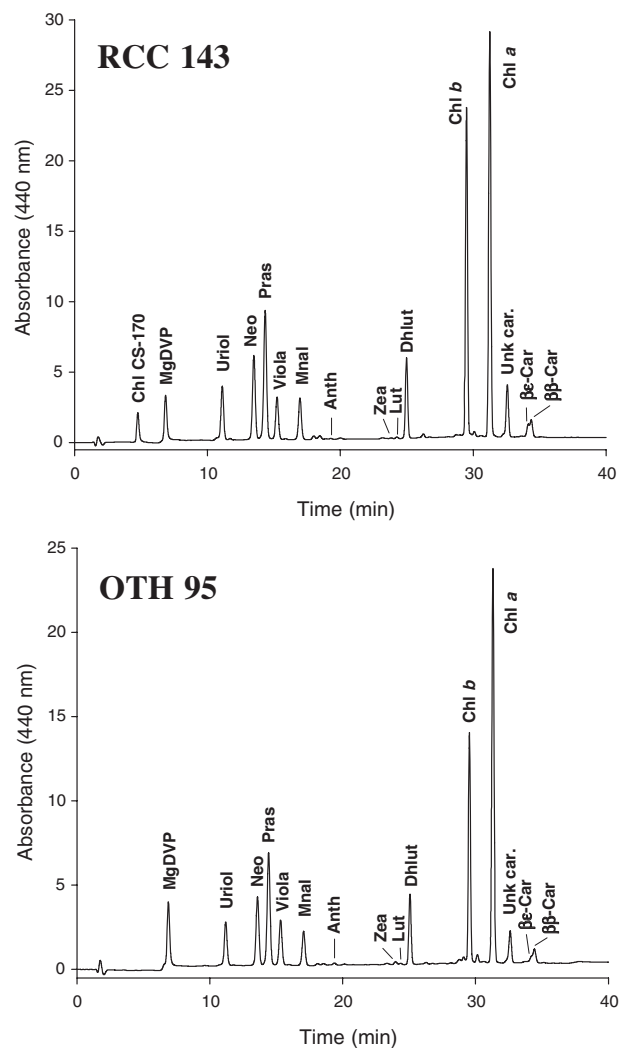 30
RCC 143
Chl a
Chl b
25
20
15
Absorbance (440 nm)
10
Pras
Neo
Dhlut
Uriol
MgDVP
Chl CS-170
Viola
Mnal
Unk car.
βε-Car
ββ-Car
Anth
Zea
Lut
5
0
0 10 20 30 40
Time (min)
25
OTH 95
Chl a
Chl b
20
15
Absorbance (440 nm)
10
Pras
Neo
Dhlut
MgDVP
Uriol
Viola
Mnal
Unk car.
βε-Car
ββ-Car
Anth
Zea
Lut
5
0
0 10 20 30 40
Time (min)